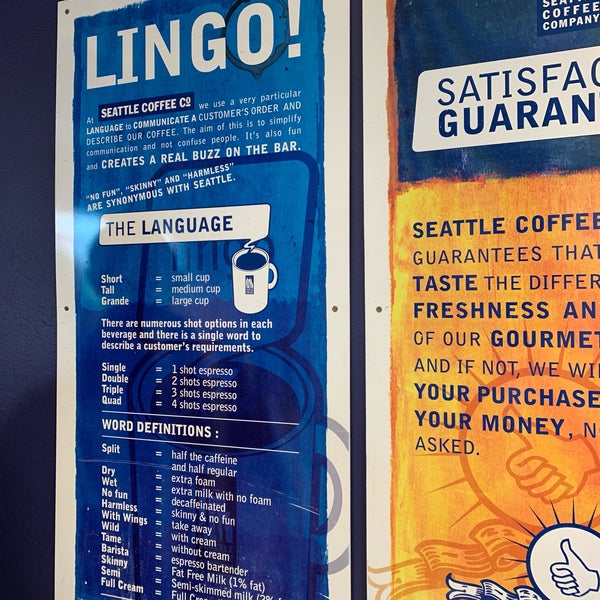 LINGO!
At SEATTLE COFFEE Co we use a very particular
LANGUAGE to COMMUNICATE A CUSTOMER'S ORDER AND
DESCRIBE OUR COFFEE. The aim of this is to simplify
communication and not confuse people. It's also fun
and CREATES A REAL BUZZ ON THE BAR.
"NO FUN", "SKINNY" AND "HARMLESS"
ARE SYNONYMOUS WITH SEATTLE.
THE LANGUAGE
Short = small cup
Tall = medium cup
Grande = large cup
There are numerous shot options in each
beverage and there is a single word to
describe a customer's requirements.
Single = 1 shot espresso
Double = 2 shots espresso
Triple = 3 shots espresso
Quad = 4 shots espresso
WORD DEFINITIONS :
Split = half the caffeine
and half regular
Dry = extra foam
Wet = extra milk with no foam
No fun = decaffeinated
Harmless = skinny & no fun
With Wings = take away
Wild = with cream
Tame = without cream
Barista = espresso bartender
Skinny = Fat Free Milk (1% fat)
Semi = Semi-skimmed milk (2%
Full Cream = Full
SEAT
COFFEE
COMPANY
SATISFAC
GUARAN
SEATTLE COFFEE
GUARANTEES THAT
TASTE THE DIFFER
FRESHNESS AN
OF OUR GOURMET
AND IF NOT, WE WI
YOUR PURCHASE
YOUR MONEY, N
ASKED.